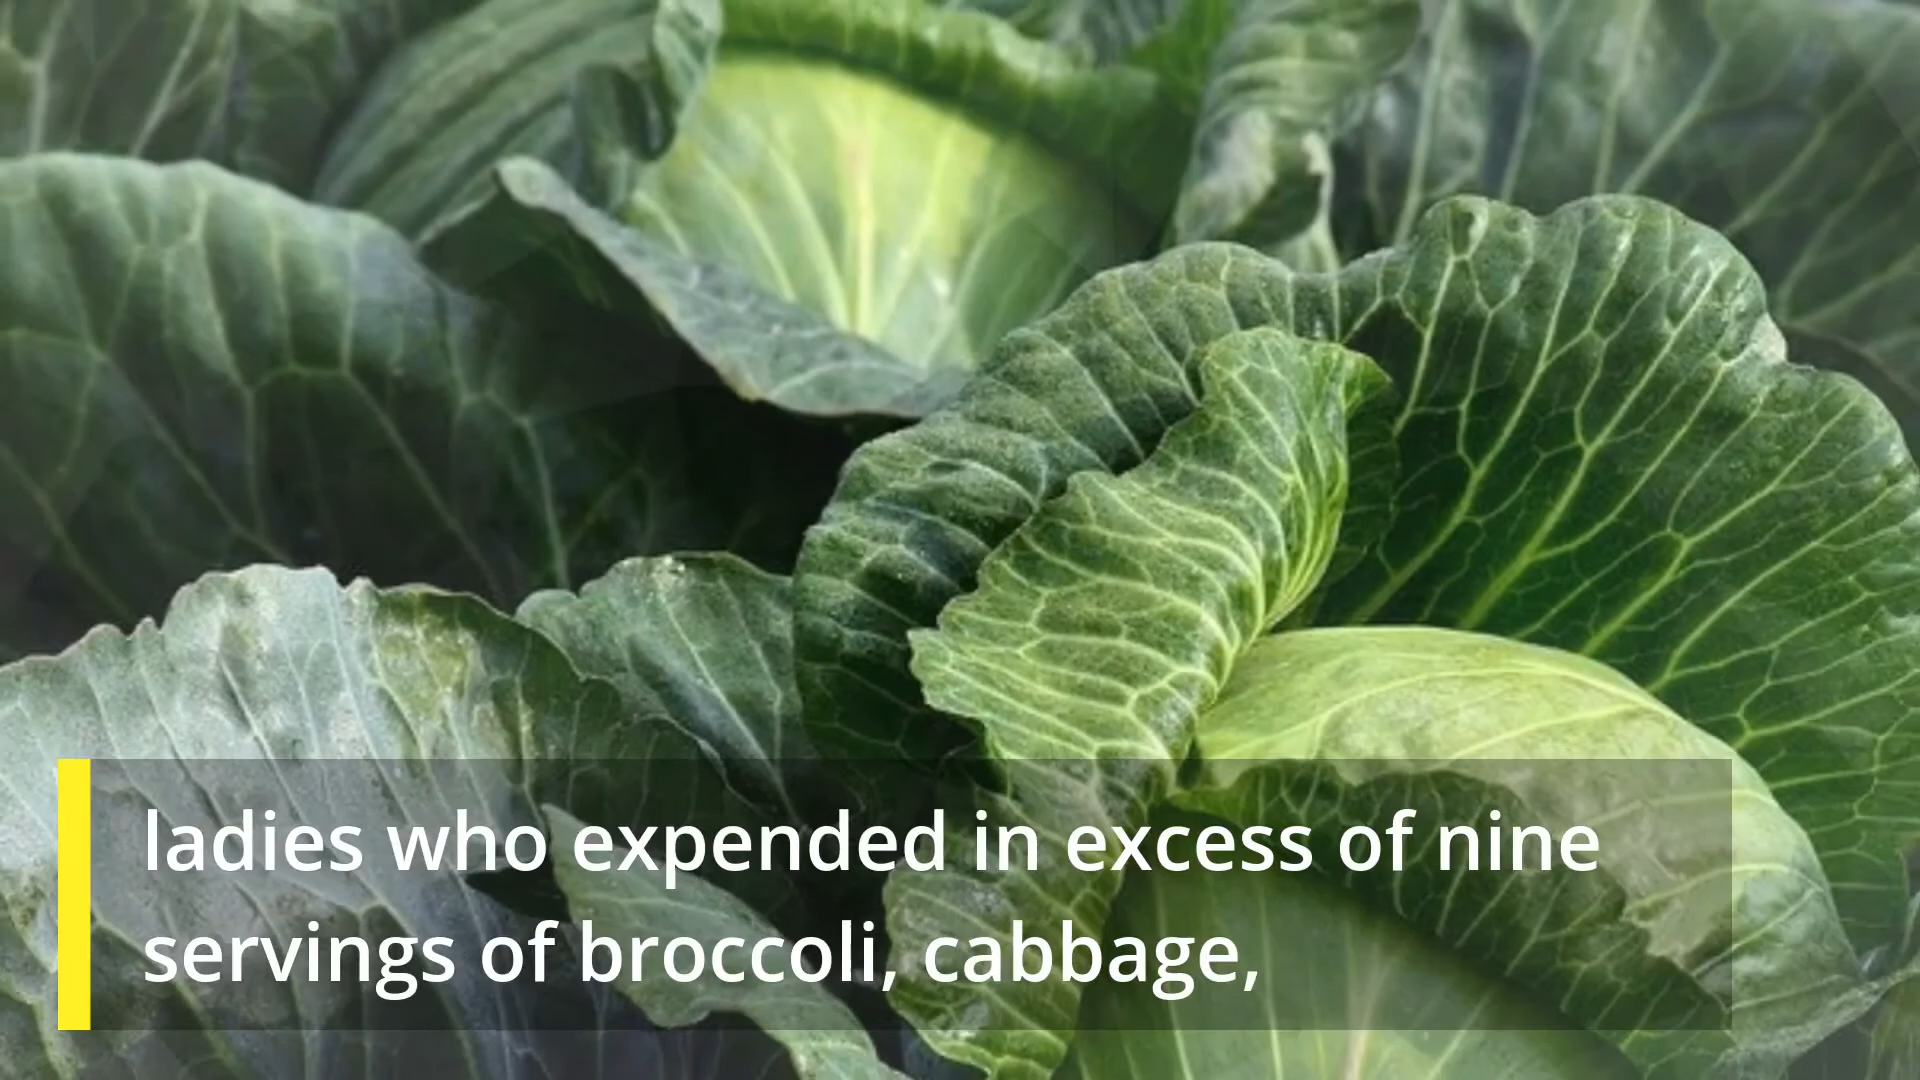 ladies who expended in excess of nine
servings of broccoli, cabbage,